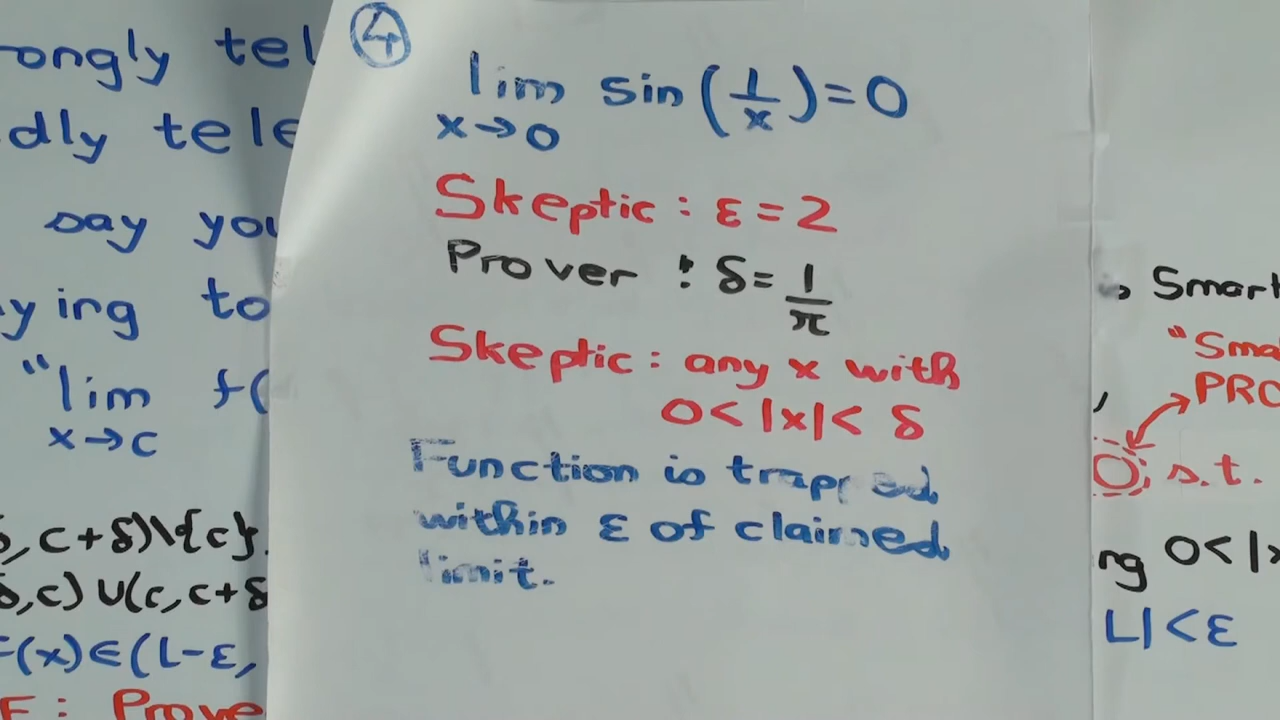 ongly tel
dly tele
say you
ying to
"lim f(
x→c
, c+δ)\{c}.
δ,c) ∪(c, c+δ
F(x)∈(L-ε,
F: Prove
④
lim sin(1/x)=0
x→0
Skeptic: ε=2
Prover : δ=1/π
Skeptic: any x with
0<|x|< δ
Function is trapped
within ε of claimed
limit.
Smart
"Sma
PRO
s.t.
ng 0<|x
L|<ε